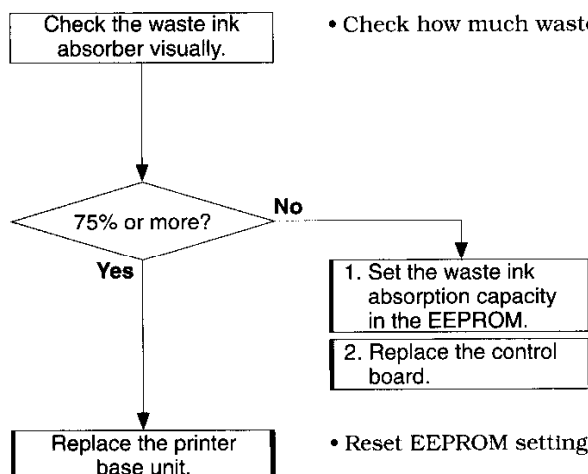 Check the waste ink
absorber visually.
• Check how much waste
75% or more?
No
Yes
1. Set the waste ink
absorption capacity
in the EEPROM.
2. Replace the control
board.
Replace the printer
base unit.
• Reset EEPROM setting